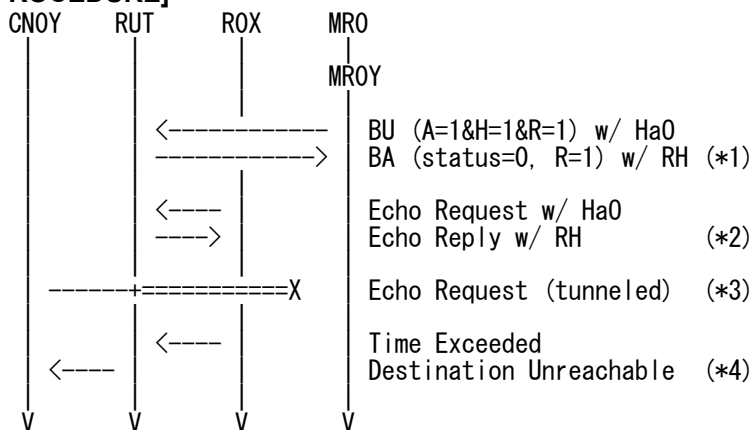 CNOY RUT ROX MRO
MROY
<------------ BU (A=1&H=1&R=1) w/ HaO
------------> BA (status=0, R=1) w/ RH (*1)
<---- Echo Request w/ HaO
----> Echo Reply w/ RH (*2)
------+===========X Echo Request (tunneled) (*3)
<---- Time Exceeded
<---- Destination Unreachable (*4)
V V V V